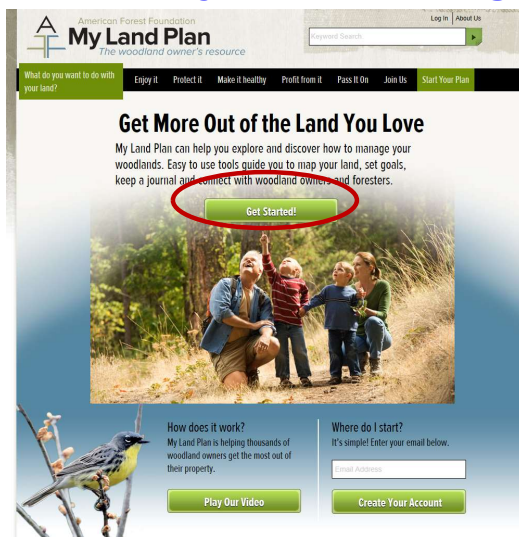 American Forest Foundation
My Land Plan
The woodland owner's resource
Log In About Us
Keyword Search
What do you want to do with
your land?
Enjoy it Protect it Make it healthy Profit from it Pass It On Join Us Start Your Plan
Get More Out of the Land You Love
My Land Plan can help you explore and discover how to manage your
woodlands. Easy to use tools guide you to map your land, set goals,
keep a journal and connect with woodland owners and foresters.
Get Started!
How does it work?
My Land Plan is helping thousands of
woodland owners get the most out of
their property.
Play Our Video
Where do I start?
It's simple! Enter your email below.
Email Address
Create Your Account